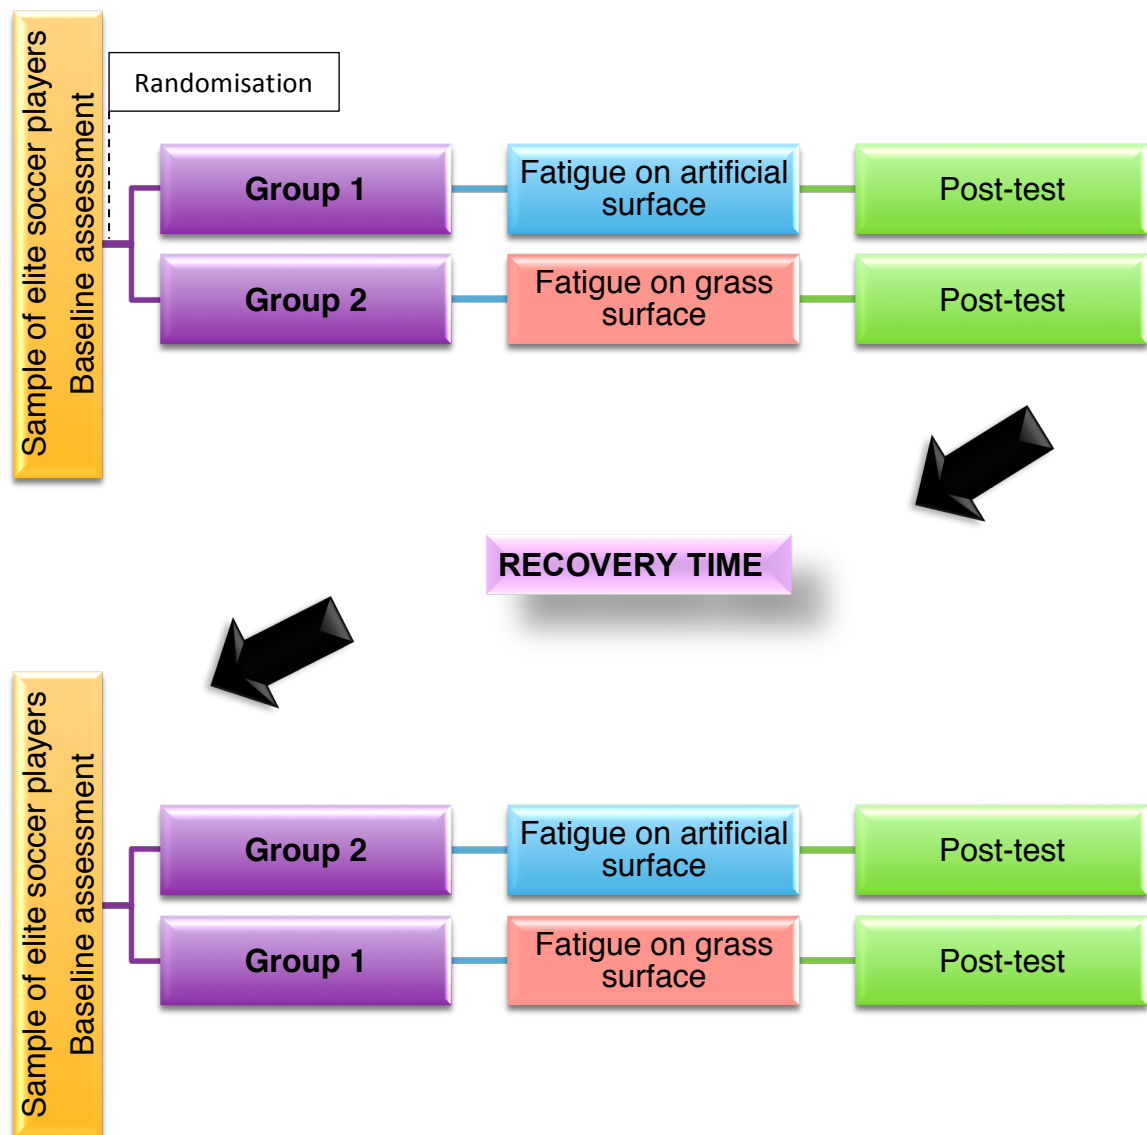 Sample of elite soccer players
Baseline assessment
Randomisation
Group 1
Fatigue on artificial
surface
Post-test
Group 2
Fatigue on grass
surface
Post-test
RECOVERY TIME
Sample of elite soccer players
Baseline assessment
Group 2
Fatigue on artificial
surface
Post-test
Group 1
Fatigue on grass
surface
Post-test